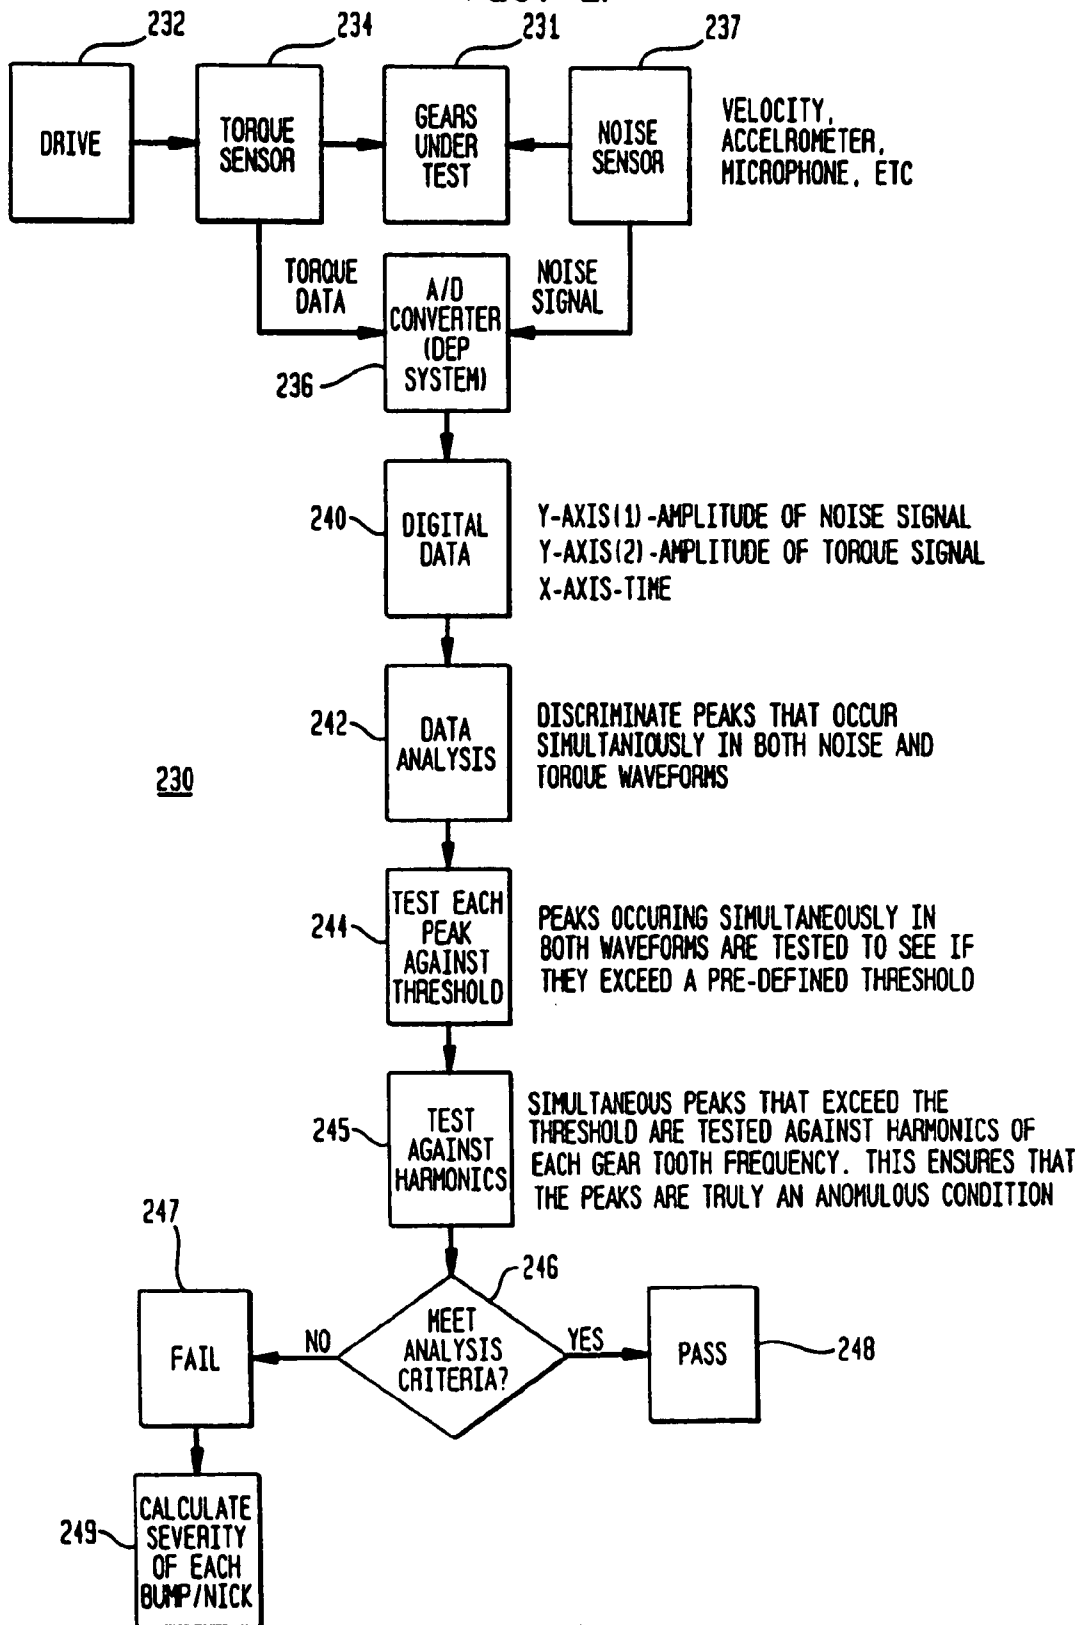 232
234
231
237
DRIVE
TORQUE
SENSOR
GEARS
UNDER
TEST
NOISE
SENSOR
VELOCITY,
ACCELROMETER,
MICROPHONE, ETC
TORQUE
DATA
NOISE
SIGNAL
A/D
CONVERTER
(DEP
SYSTEM)
236
240
DIGITAL
DATA
Y-AXIS(1)-AMPLITUDE OF NOISE SIGNAL
Y-AXIS(2)-AMPLITUDE OF TORQUE SIGNAL
X-AXIS-TIME
242
DATA
ANALYSIS
DISCRIMINATE PEAKS THAT OCCUR
SIMULTANIOUSLY IN BOTH NOISE AND
TORQUE WAVEFORMS
230
244
TEST EACH
PEAK
AGAINST
THRESHOLD
PEAKS OCCURING SIMULTANEOUSLY IN
BOTH WAVEFORMS ARE TESTED TO SEE IF
THEY EXCEED A PRE-DEFINED THRESHOLD
245
TEST
AGAINST
HARMONICS
SIMULTANEOUS PEAKS THAT EXCEED THE
THRESHOLD ARE TESTED AGAINST HARMONICS OF
EACH GEAR TOOTH FREQUENCY. THIS ENSURES THAT
THE PEAKS ARE TRULY AN ANOMULOUS CONDITION
247
246
FAIL
NO
MEET
ANALYSIS
CRITERIA?
YES
PASS
248
249
CALCULATE
SEVERITY
OF EACH
BUMP/NICK